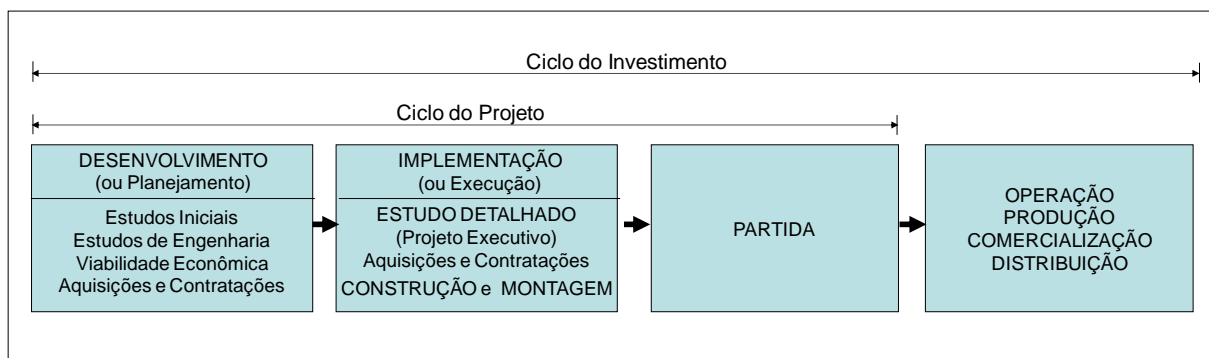 Ciclo do Investimento
Ciclo do Projeto
DESENVOLVIMENTO
(ou Planejamento)
Estudos Iniciais
Estudos de Engenharia
Viabilidade Econômica
Aquisições e Contratações
IMPLEMENTAÇÃO
(ou Execução)
ESTUDO DETALHADO
(Projeto Executivo)
Aquisições e Contratações
CONSTRUÇÃO e MONTAGEM
PARTIDA
OPERAÇÃO
PRODUÇÃO
COMERCIALIZAÇÃO
DISTRIBUIÇÃO